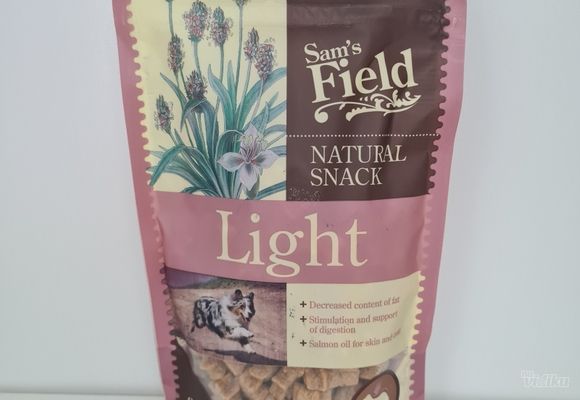 Sam's
Field
NATURAL
SNACK
Light
+ Decreased content of fat
+ Stimulation and support
of digestion
+ Salmon oil for skin and
Vidiku